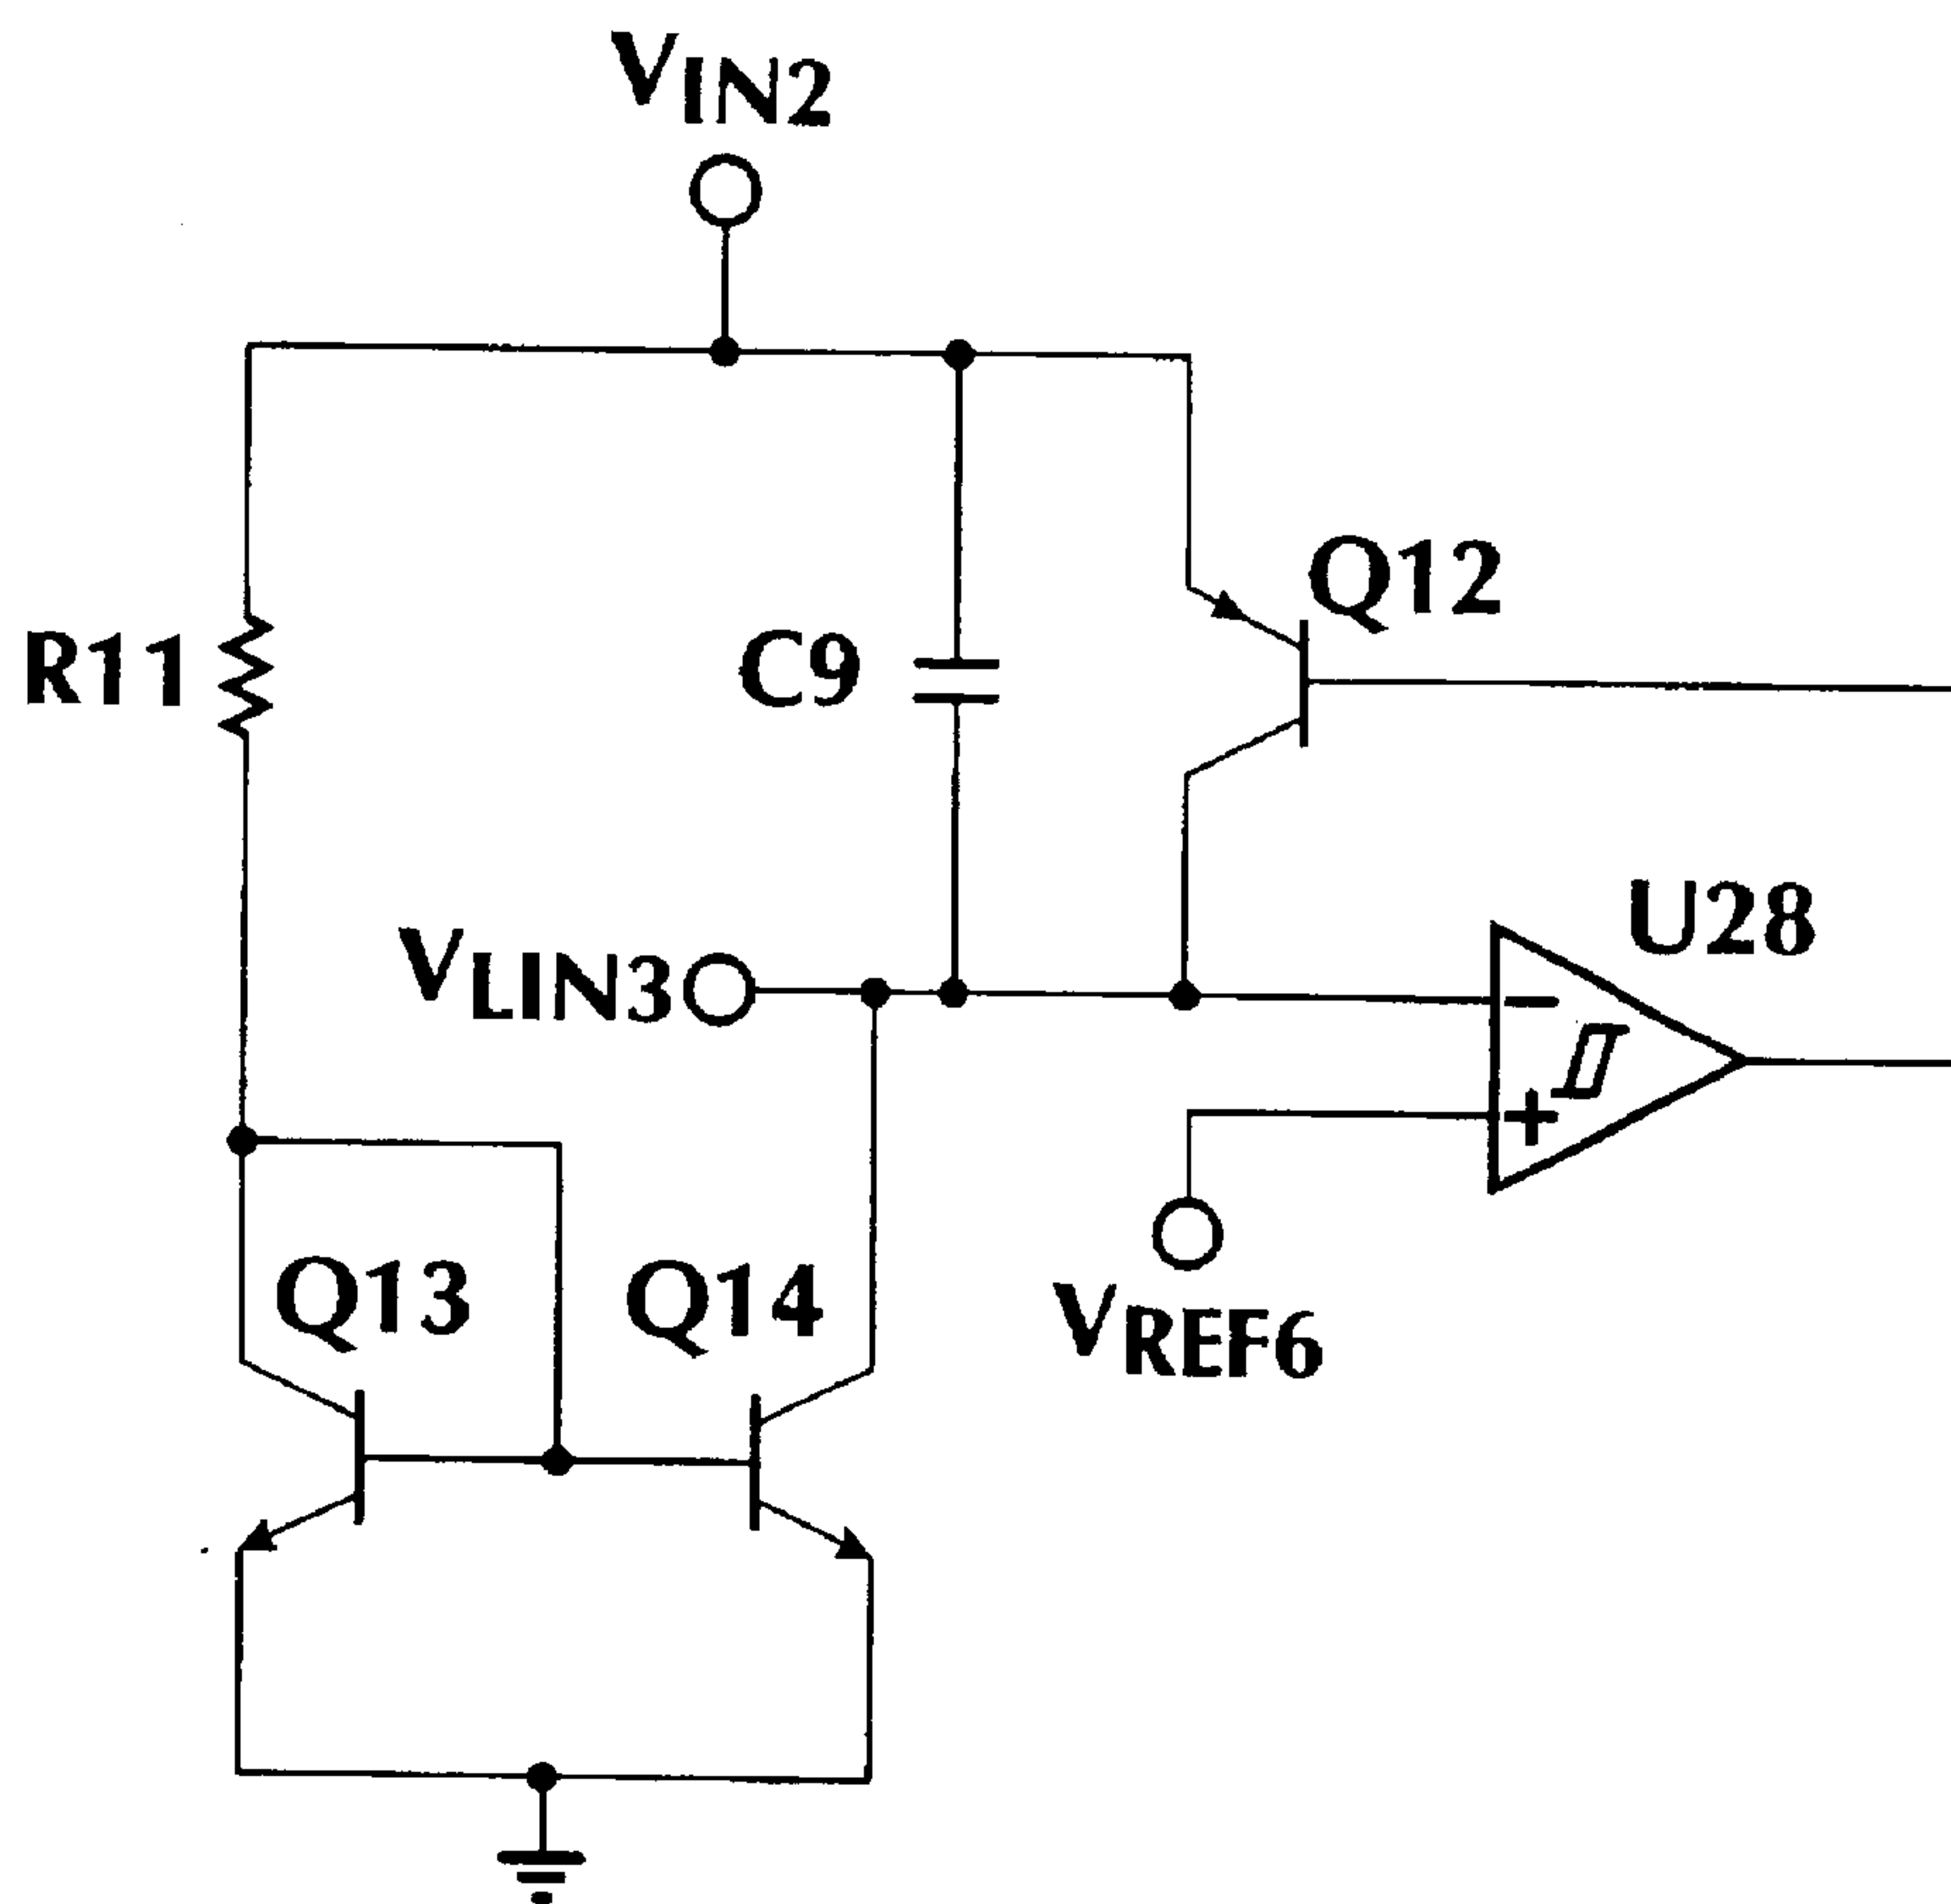 VIN2
Q12
R11
C9
U28
VLIN3
−
+
Q13
Q14
VREF6